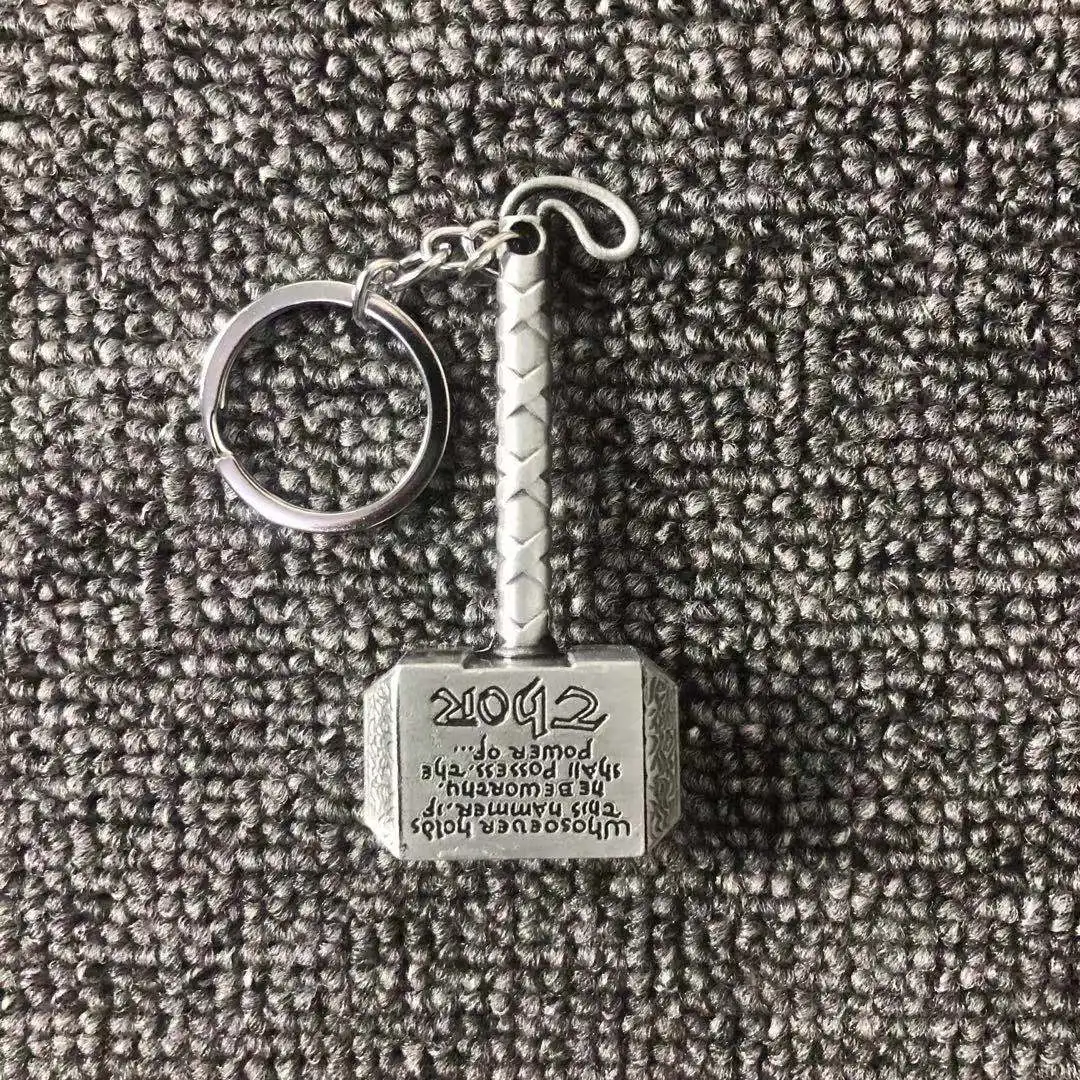 Whosoever holds
this hammer, if
he be worthy,
shall possess the
power of...
Thor